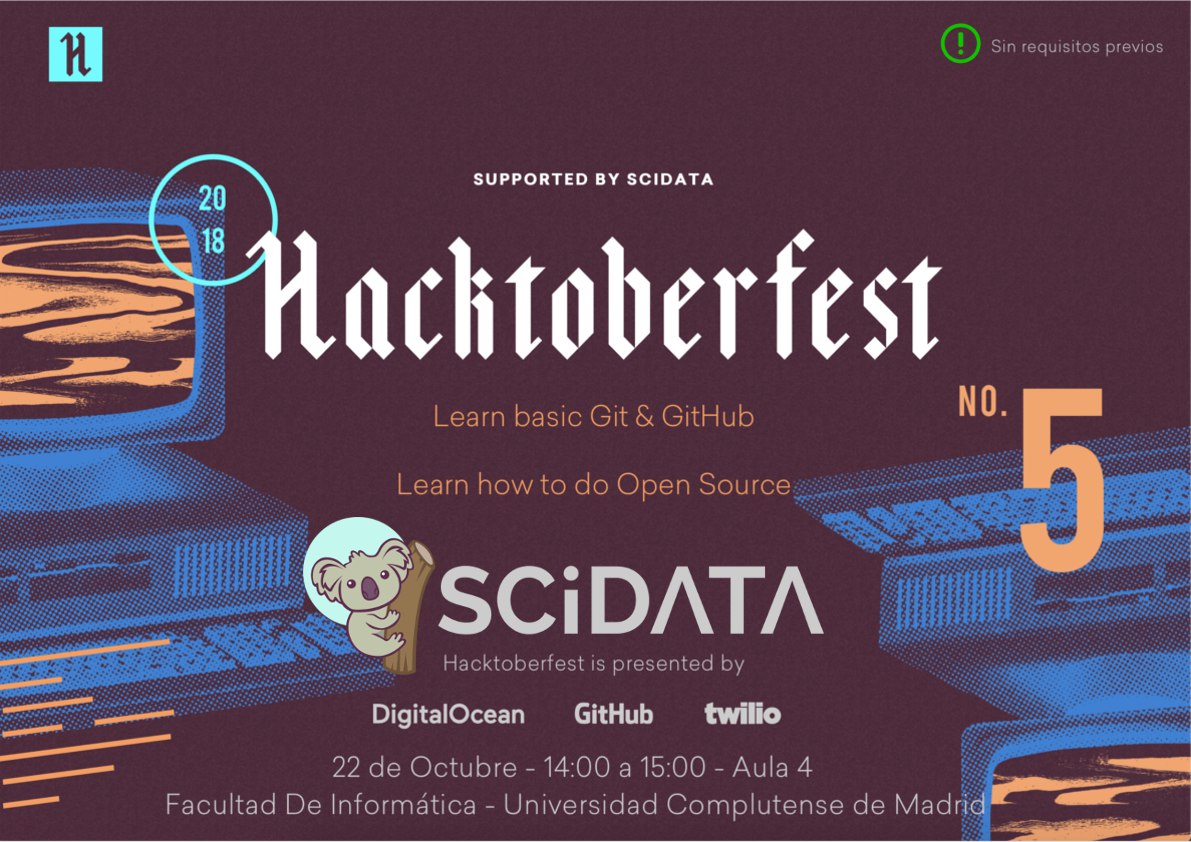 H
Sin requisitos previos
SUPPORTED BY SCIDATA
20
18
Hacktoberfest
NO. 5
Learn basic Git & GitHub
Learn how to do Open Source
SCiDATA
Hacktoberfest is presented by
DigitalOcean GitHub twilio
22 de Octubre - 14:00 a 15:00 - Aula 4
Facultad De Informática - Universidad Complutense de Madrid